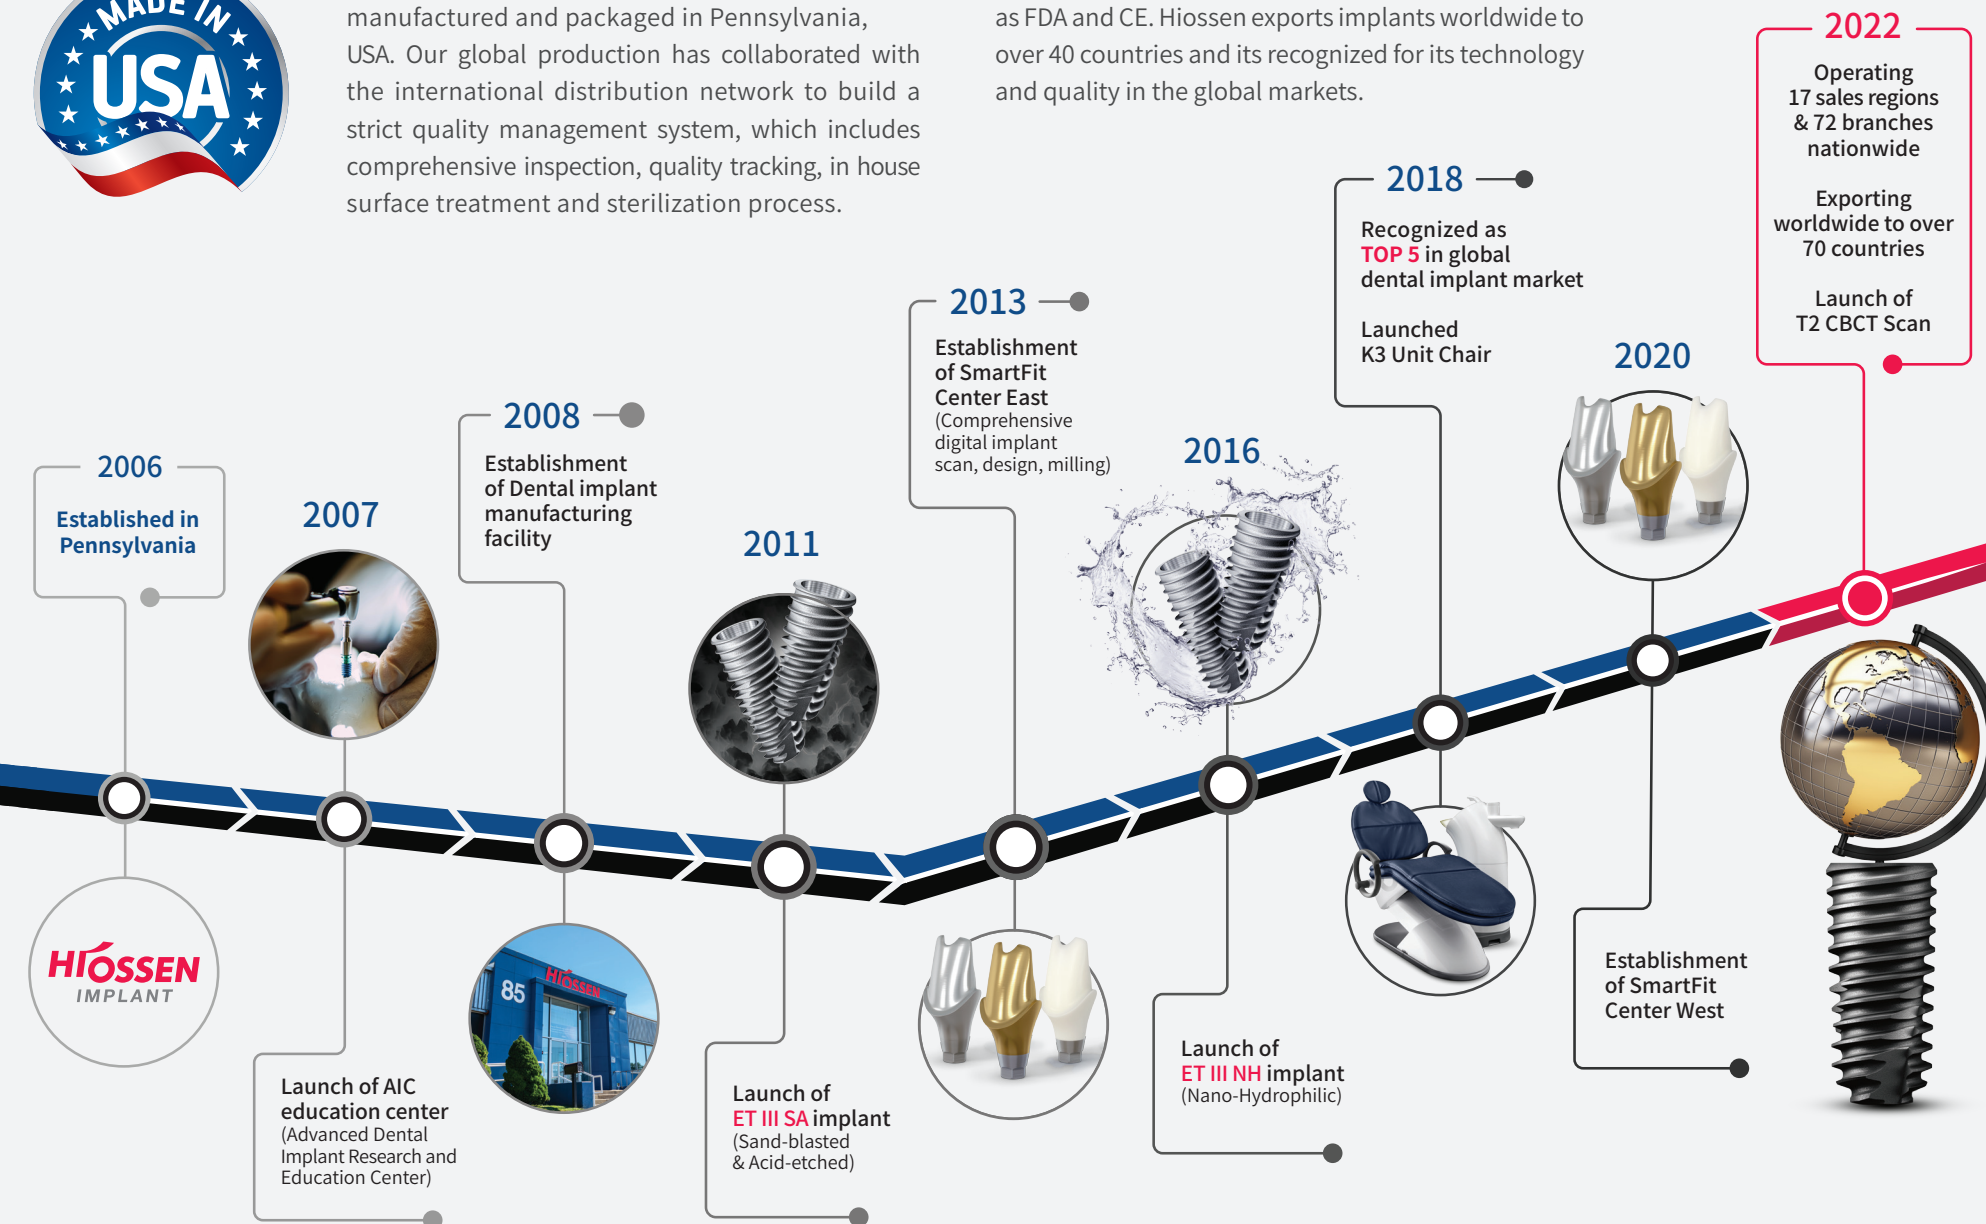 MADE IN
USA
manufactured and packaged in Pennsylvania,
USA. Our global production has collaborated with
the international distribution network to build a
strict quality management system, which includes
comprehensive inspection, quality tracking, in house
surface treatment and sterilization process.
as FDA and CE. Hiossen exports implants worldwide to
over 40 countries and its recognized for its technology
and quality in the global markets.
2006
Established in
Pennsylvania
HIOSSEN
IMPLANT
2007
Launch of AIC
education center
(Advanced Dental
Implant Research and
Education Center)
2008
Establishment
of Dental implant
manufacturing
facility
85
HIOSSEN
2011
Launch of
ET III SA implant
(Sand-blasted
& Acid-etched)
2013
Establishment
of SmartFit
Center East
(Comprehensive
digital implant
scan, design, milling)
2016
Launch of
ET III NH implant
(Nano-Hydrophilic)
2018
Recognized as
TOP 5 in global
dental implant market
Launched
K3 Unit Chair
2020
Establishment
of SmartFit
Center West
2022
Operating
17 sales regions
& 72 branches
nationwide
Exporting
worldwide to over
70 countries
Launch of
T2 CBCT Scan